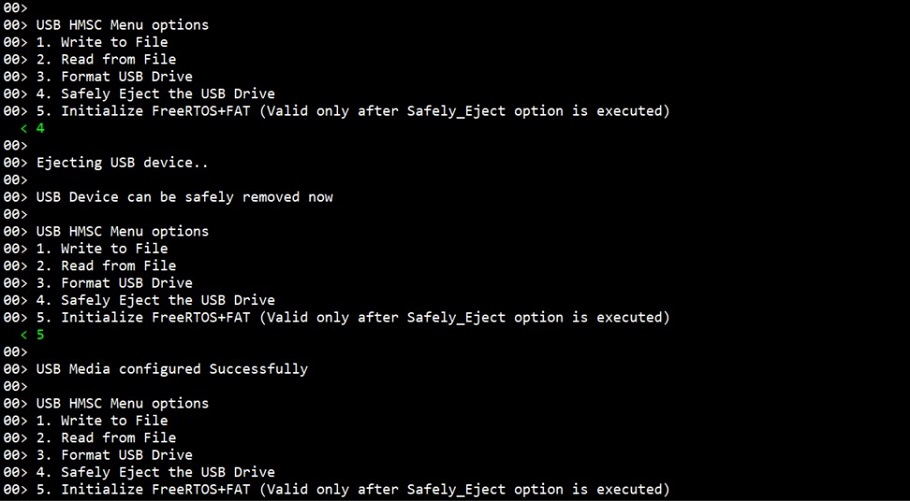 00>
00> USB HMSC Menu options
00> 1. Write to File
00> 2. Read from File
00> 3. Format USB Drive
00> 4. Safely Eject the USB Drive
00> 5. Initialize FreeRTOS+FAT (Valid only after Safely_Eject option is executed)
< 4
00>
00> Ejecting USB device..
00>
00> USB Device can be safely removed now
00>
00> USB HMSC Menu options
00> 1. Write to File
00> 2. Read from File
00> 3. Format USB Drive
00> 4. Safely Eject the USB Drive
00> 5. Initialize FreeRTOS+FAT (Valid only after Safely_Eject option is executed)
< 5
00>
00> USB Media configured Successfully
00>
00> USB HMSC Menu options
00> 1. Write to File
00> 2. Read from File
00> 3. Format USB Drive
00> 4. Safely Eject the USB Drive
00> 5. Initialize FreeRTOS+FAT (Valid only after Safely_Eject option is executed)